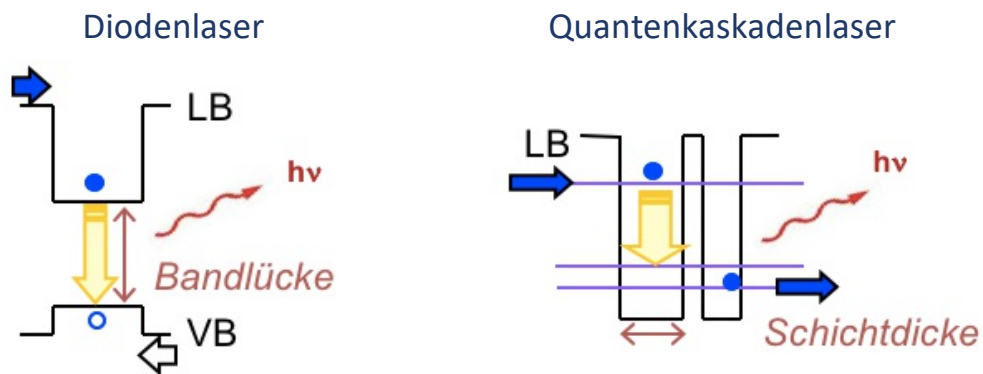 Diodenlaser
LB
hν
Bandlücke
VB
Quantenkaskadenlaser
LB
hν
Schichtdicke